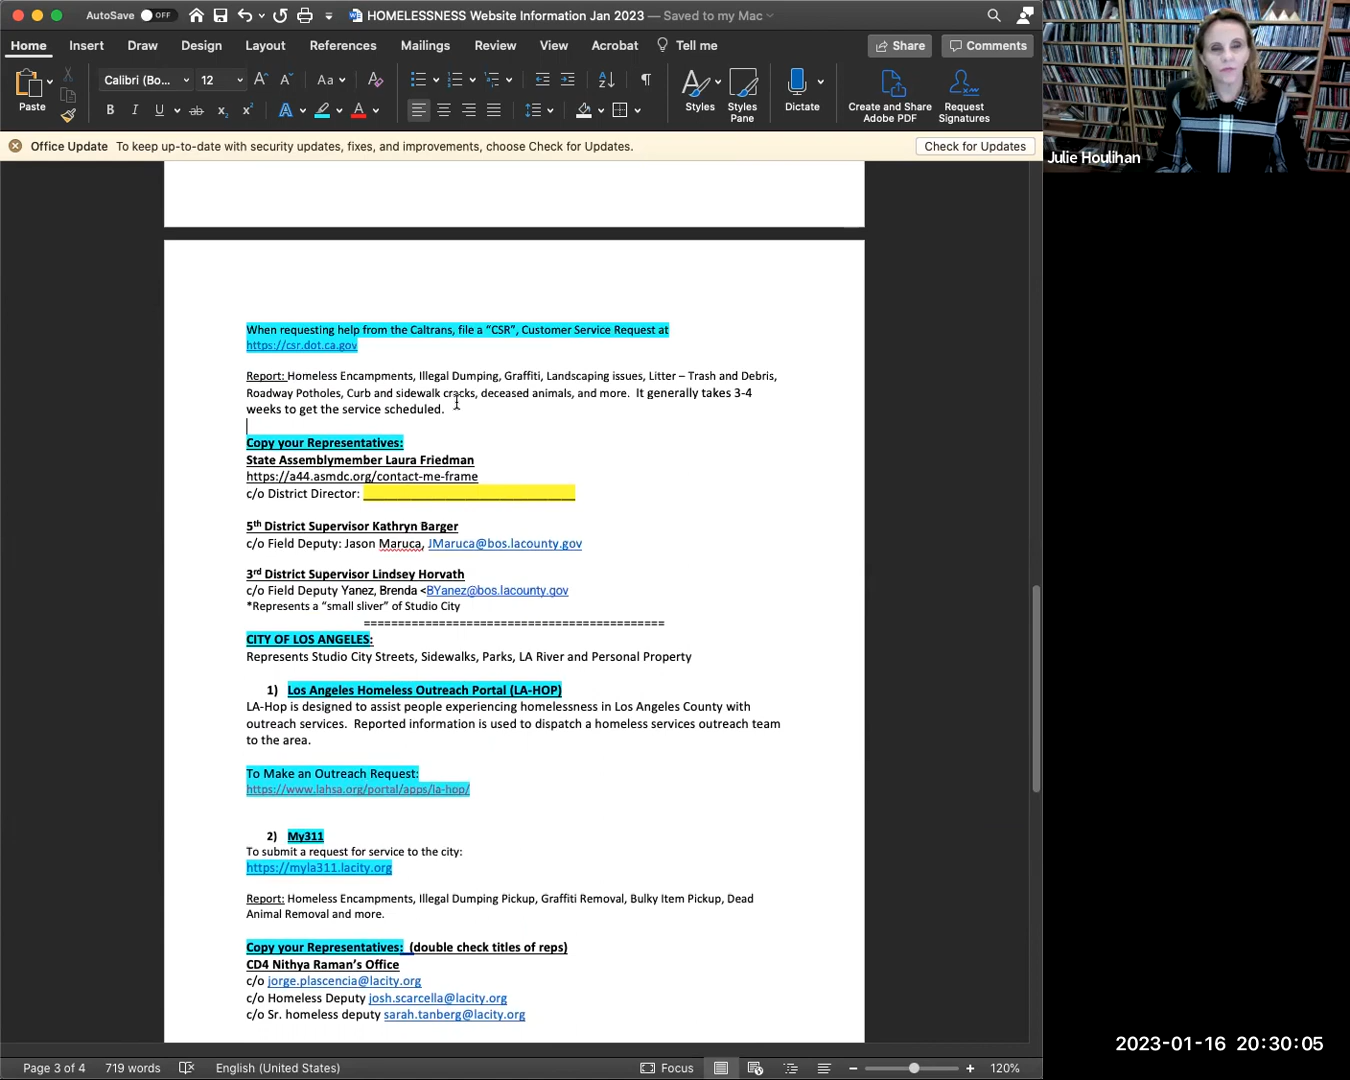 AutoSave OFF HOMELESSNESS Website Information Jan 2023 — Saved to my Mac
Home Insert Draw Design Layout References Mailings Review View Acrobat Tell me Share Comments
Paste Calibri (Bo... 12 Styles Styles Pane Dictate Create and Share Adobe PDF Request Signatures
Office Update To keep up-to-date with security updates, fixes, and improvements, choose Check for Updates. Check for Updates
Julie Houlihan
When requesting help from the Caltrans, file a “CSR”, Customer Service Request at
https://csr.dot.ca.gov
Report: Homeless Encampments, Illegal Dumping, Graffiti, Landscaping issues, Litter – Trash and Debris,
Roadway Potholes, Curb and sidewalk cracks, deceased animals, and more. It generally takes 3-4
weeks to get the service scheduled.
Copy your Representatives:
State Assemblymember Laura Friedman
https://a44.asmdc.org/contact-me-frame
c/o District Director: ______________________________
5th District Supervisor Kathryn Barger
c/o Field Deputy: Jason Maruca, JMaruca@bos.lacounty.gov
3rd District Supervisor Lindsey Horvath
c/o Field Deputy Yanez, Brenda <BYanez@bos.lacounty.gov
*Represents a “small sliver” of Studio City
============================================
CITY OF LOS ANGELES:
Represents Studio City Streets, Sidewalks, Parks, LA River and Personal Property
1) Los Angeles Homeless Outreach Portal (LA-HOP)
LA-Hop is designed to assist people experiencing homelessness in Los Angeles County with
outreach services. Reported information is used to dispatch a homeless services outreach team
to the area.
To Make an Outreach Request:
https://www.lahsa.org/portal/apps/la-hop/
2) My311
To submit a request for service to the city:
https://myla311.lacity.org
Report: Homeless Encampments, Illegal Dumping Pickup, Graffiti Removal, Bulky Item Pickup, Dead
Animal Removal and more.
Copy your Representatives: (double check titles of reps)
CD4 Nithya Raman’s Office
c/o jorge.plascencia@lacity.org
c/o Homeless Deputy josh.scarcella@lacity.org
c/o Sr. homeless deputy sarah.tanberg@lacity.org
2023-01-16 20:30:05
Page 3 of 4 719 words English (United States) Focus 120%